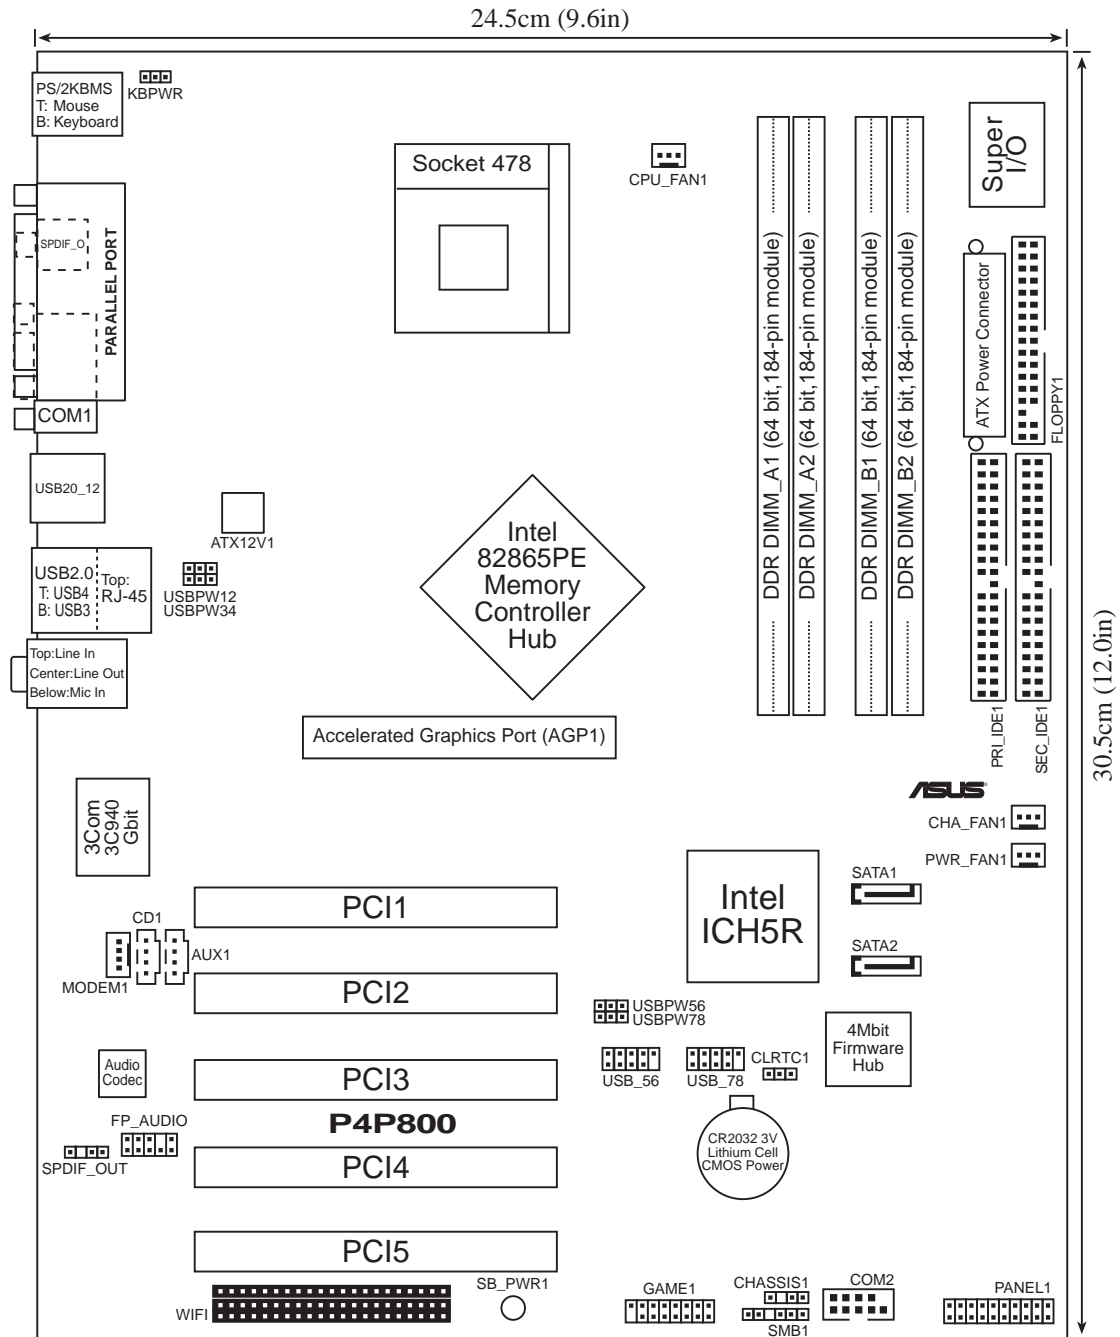 24.5cm (9.6in)
PS/2KBMS
T: Mouse
B: Keyboard
KBPWR
Socket 478
CPU_FAN1
Super
I/O
SPDIF_O
PARALLEL PORT
COM1
DDR DIMM_A1 (64 bit,184-pin module)
DDR DIMM_A2 (64 bit,184-pin module)
DDR DIMM_B1 (64 bit,184-pin module)
DDR DIMM_B2 (64 bit,184-pin module)
ATX Power Connector
FLOPPY1
USB20_12
ATX12V1
Intel
82865PE
Memory
Controller
Hub
USB2.0
T: USB4
B: USB3
Top:
RJ-45
USBPW12
USBPW34
Top:Line In
Center:Line Out
Below:Mic In
30.5cm (12.0in)
Accelerated Graphics Port (AGP1)
PRI_IDE1
SEC_IDE1
ASUS
3Com
3C940
Gbit
CHA_FAN1
PWR_FAN1
Intel
ICH5R
SATA1
SATA2
PCI1
CD1
AUX1
MODEM1
PCI2
USBPW56
USBPW78
4Mbit
Firmware
Hub
USB_56
USB_78
CLRTC1
Audio
Codec
PCI3
P4P800
FP_AUDIO
SPDIF_OUT
CR2032 3V
Lithium Cell
CMOS Power
PCI4
PCI5
SB_PWR1
WIFI
GAME1
CHASSIS1
SMB1
COM2
PANEL1